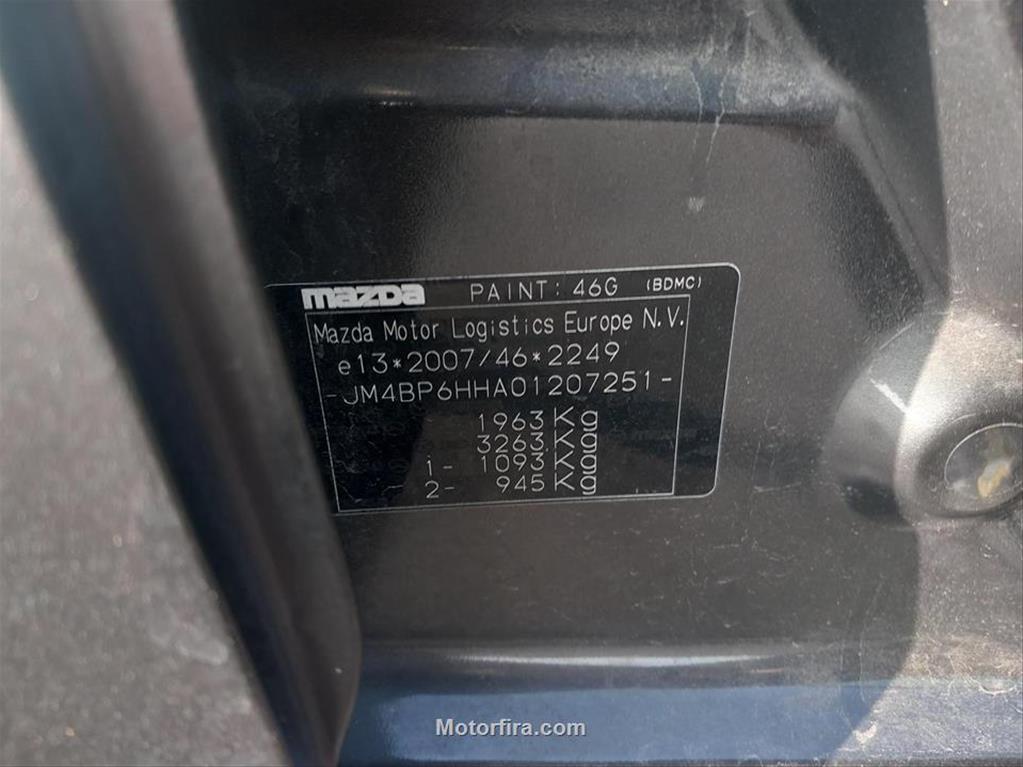 mazda PAINT: 46G (BDMC)
Mazda Motor Logistics Europe N.V.
e13*2007/46*2249
-JM4BP6HHA01207251-
1963 Kg
3263 Kg
1- 1093 Kg
2- 945 Kg
Motorfira.com